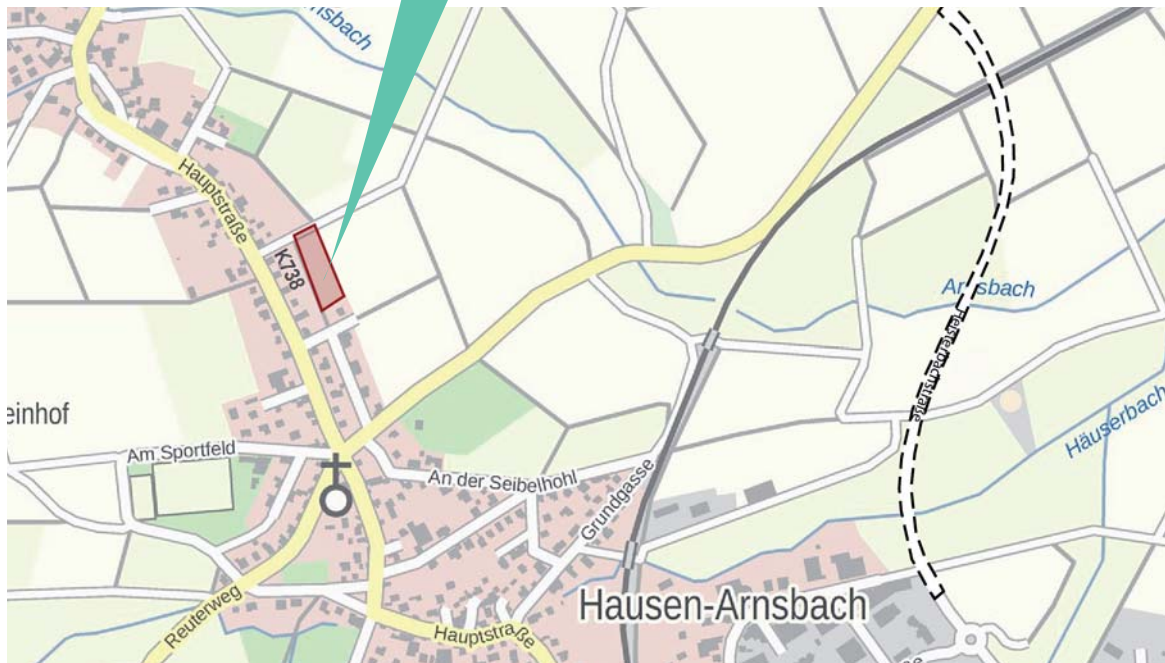 Arnsbach
Hauptstraße
K738
Arnsbach
einhof
Am Sportfeld
An der Seibelhohl
Grundgasse
Häuserbach
Hausen-Arnsbach
Reuterweg
Hauptstraße